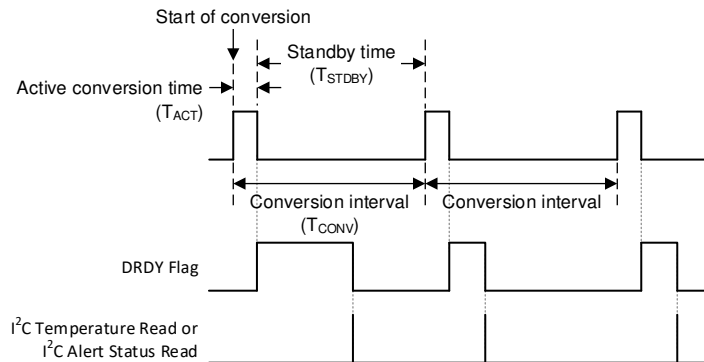 Start of conversion
Standby time
(TSTDBY)
Active conversion time
(TACT)
Conversion interval
(TCONV)
Conversion interval
DRDY Flag
I²C Temperature Read or
I²C Alert Status Read